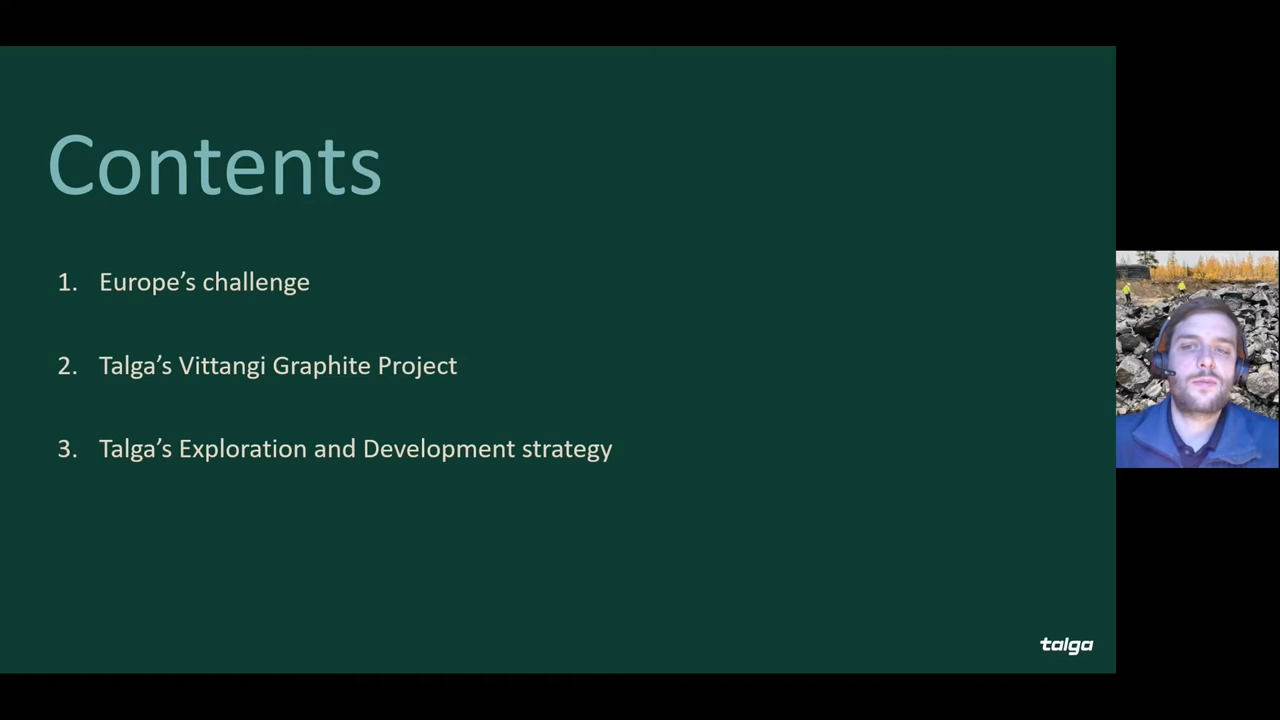 Contents
1. Europe’s challenge
2. Talga’s Vittangi Graphite Project
3. Talga’s Exploration and Development strategy
talga